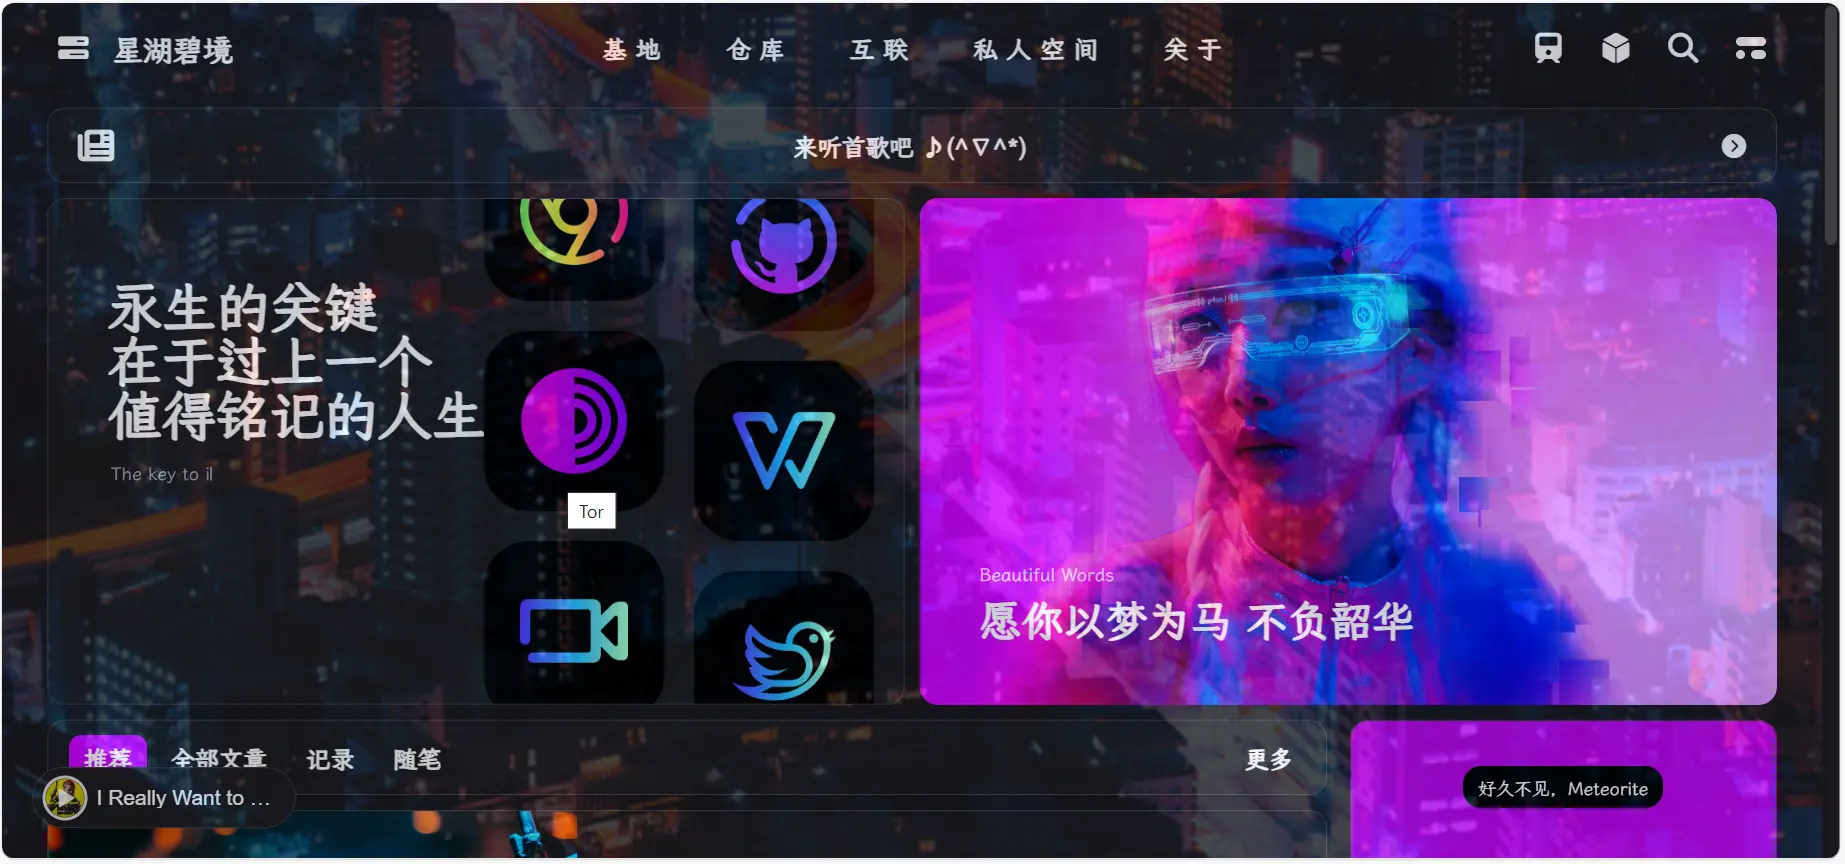 星湖碧境
基地
仓库
互联
私人空间
关于
来听首歌吧 ♪(^∇^*)
永生的关键
在于过上一个
值得铭记的人生
The key to il
Tor
Beautiful Words
愿你以梦为马 不负韶华
推荐
全部文章
记录
随笔
更多
I Really Want to ...
好久不见，Meteorite